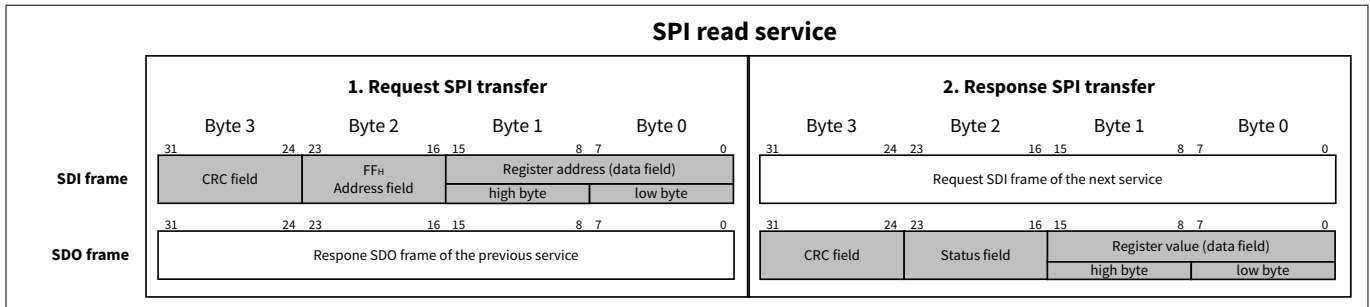 SPI read service
1. Request SPI transfer
2. Response SPI transfer
Byte 3 Byte 2 Byte 1 Byte 0
Byte 3 Byte 2 Byte 1 Byte 0
31 24 23 16 15 8 7 0
31 24 23 16 15 8 7 0
SDI frame
CRC field
FFH
Address field
Register address (data field)
high byte low byte
Request SDI frame of the next service
31 24 23 16 15 8 7 0
31 24 23 16 15 8 7 0
SDO frame
Respone SDO frame of the previous service
CRC field
Status field
Register value (data field)
high byte low byte